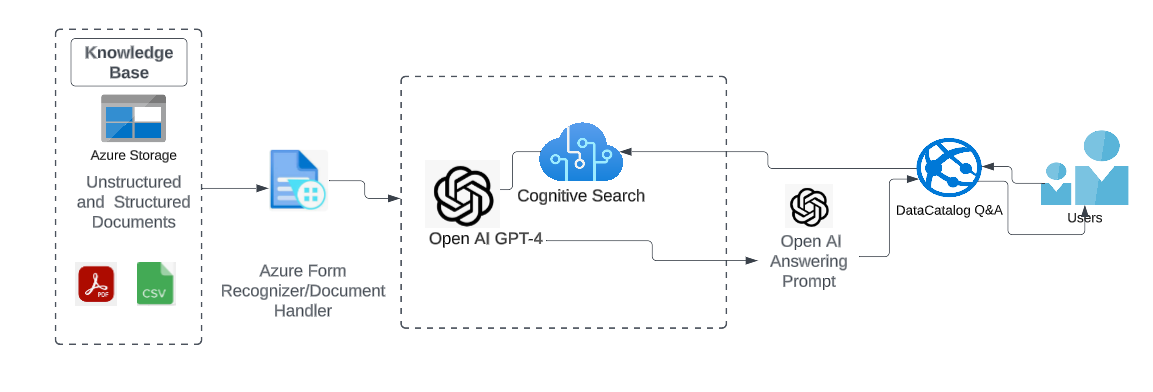 Knowledge
Base
Azure Storage
Unstructured
and Structured
Documents
PDF
CSV
Azure Form
Recognizer/Document
Handler
Open AI GPT-4
Cognitive Search
Open AI
Answering
Prompt
DataCatalog Q&A
Users